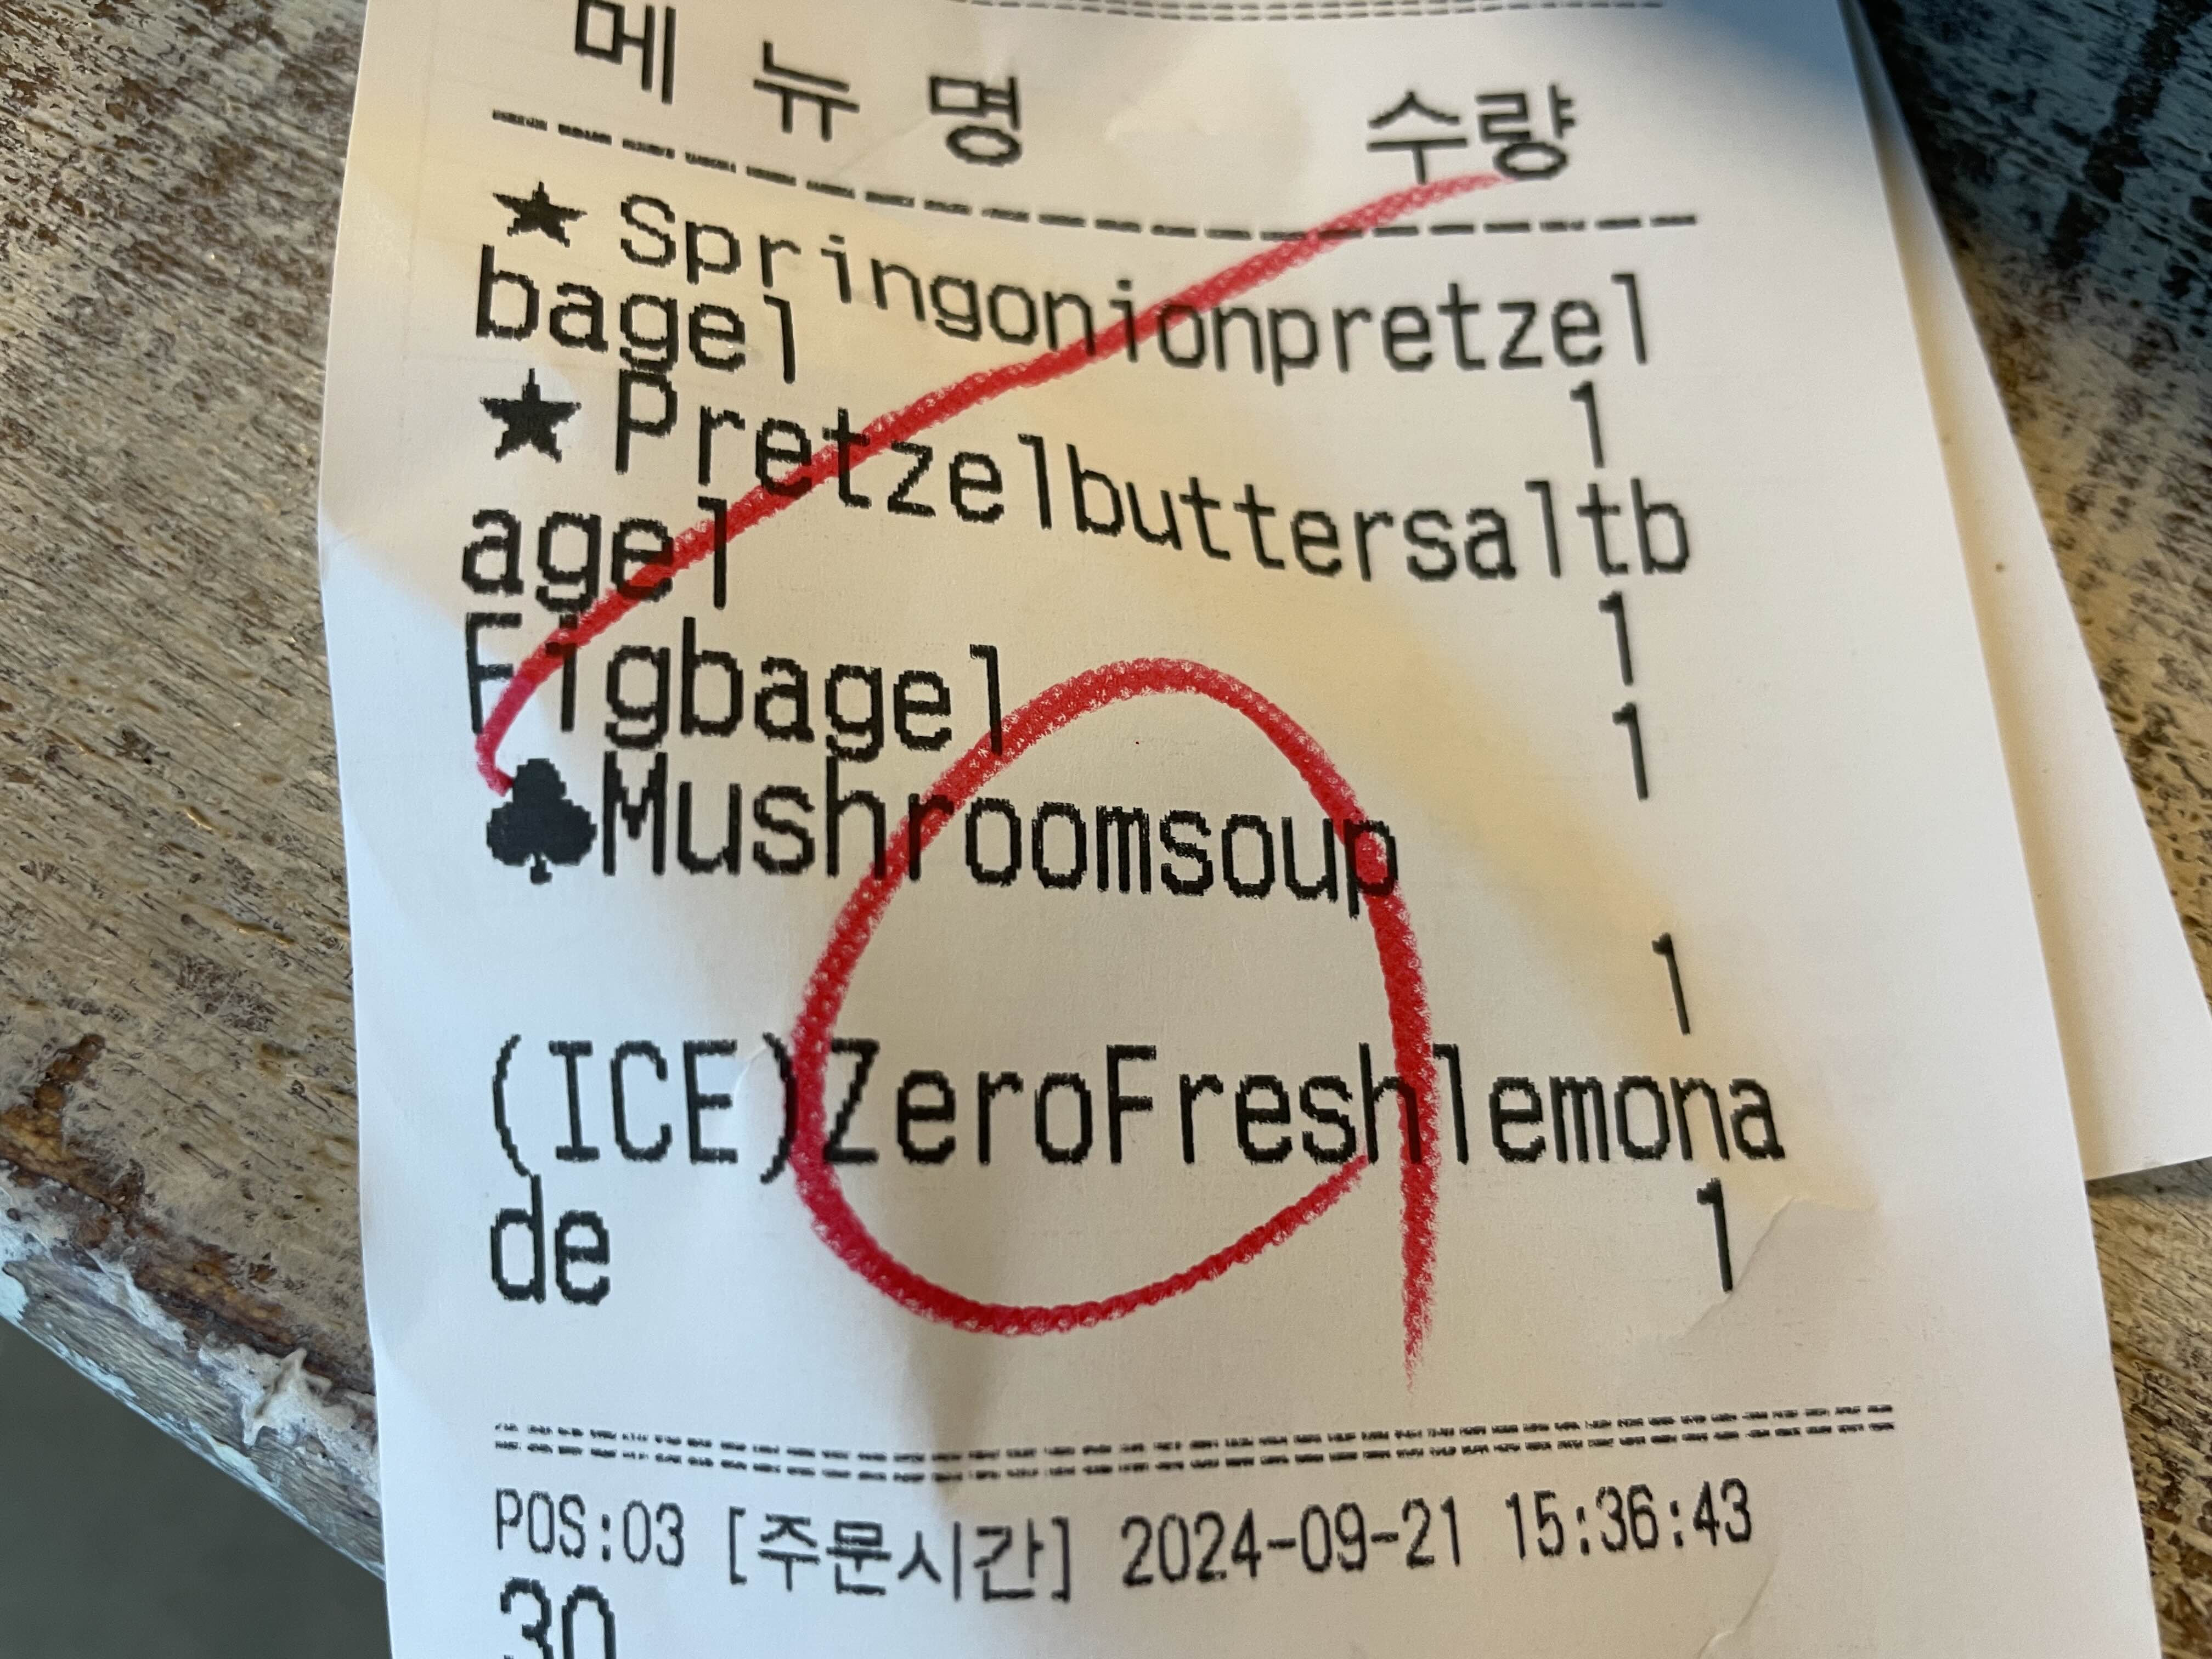 메 뉴 명 수량
★ Springonionpretzel
bagel 1
★ Pretzelbuttersaltb
agel 1
Figbagel 1
♣Mushroomsoup
1
(ICE)ZeroFreshlemona
de 1
POS:03 [주문시간] 2024-09-21 15:36:43
30